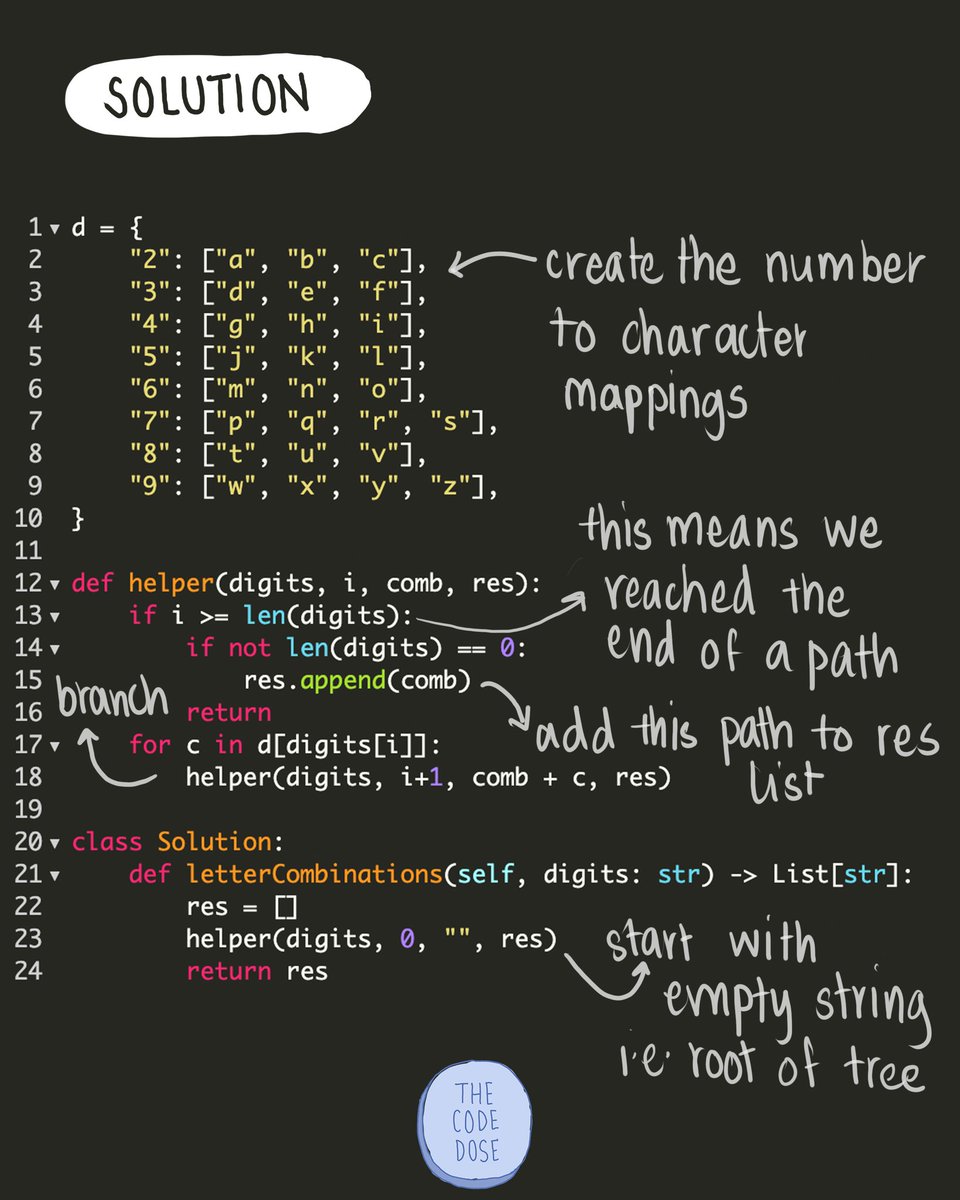 SOLUTION
1 ▼ d = {
2 "2": ["a", "b", "c"],
create the number
3 "3": ["d", "e", "f"],
4 "4": ["g", "h", "i"],
to character
5 "5": ["j", "k", "l"],
6 "6": ["m", "n", "o"],
mappings
7 "7": ["p", "q", "r", "s"],
8 "8": ["t", "u", "v"],
9 "9": ["w", "x", "y", "z"],
10 }
11
this means we
12 ▼ def helper(digits, i, comb, res):
reached the
13 ▼ if i >= len(digits):
14 ▼ if not len(digits) == 0:
end of a path
15 res.append(comb)
branch
16 return
add this path to res
17 ▼ for c in d[digits[i]]:
18 helper(digits, i+1, comb + c, res)
list
19
20 ▼ class Solution:
21 ▼ def letterCombinations(self, digits: str) -> List[str]:
22 res = []
23 helper(digits, 0, "", res)
start with
24 return res
empty string
i.e. root of tree
THE
CODE
DOSE